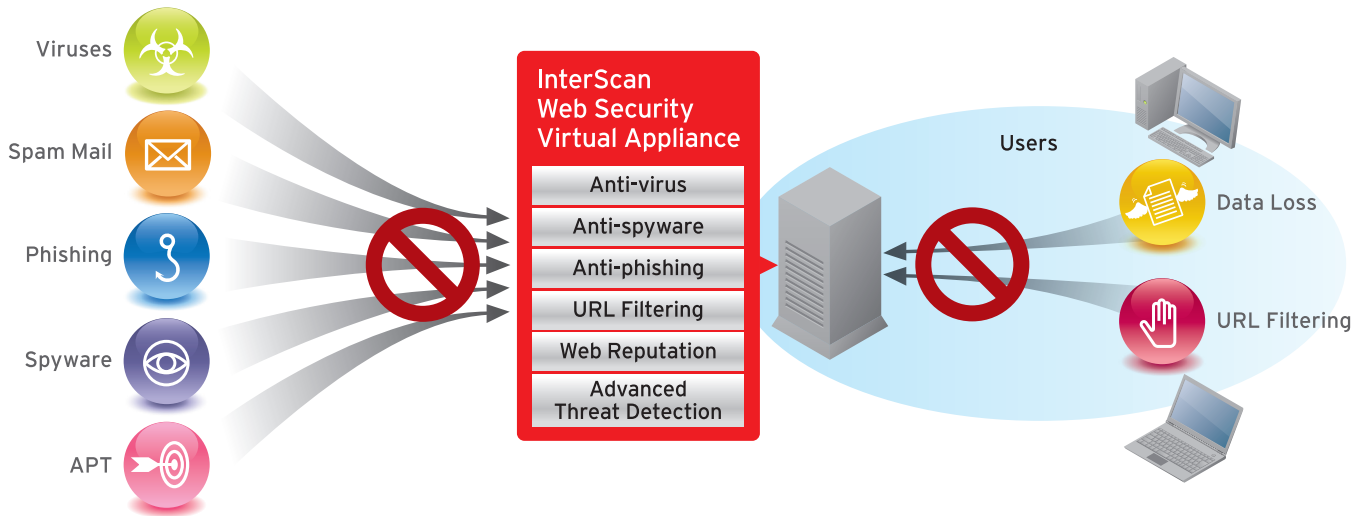 Viruses
Spam Mail
Phishing
Spyware
APT
InterScan
Web Security
Virtual Appliance
Anti-virus
Anti-spyware
Anti-phishing
URL Filtering
Web Reputation
Advanced
Threat Detection
Users
Data Loss
URL Filtering